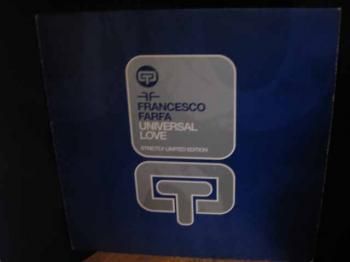 FRANCESCO
FARFA
UNIVERSAL
LOVE
STRICTLY LIMITED EDITION